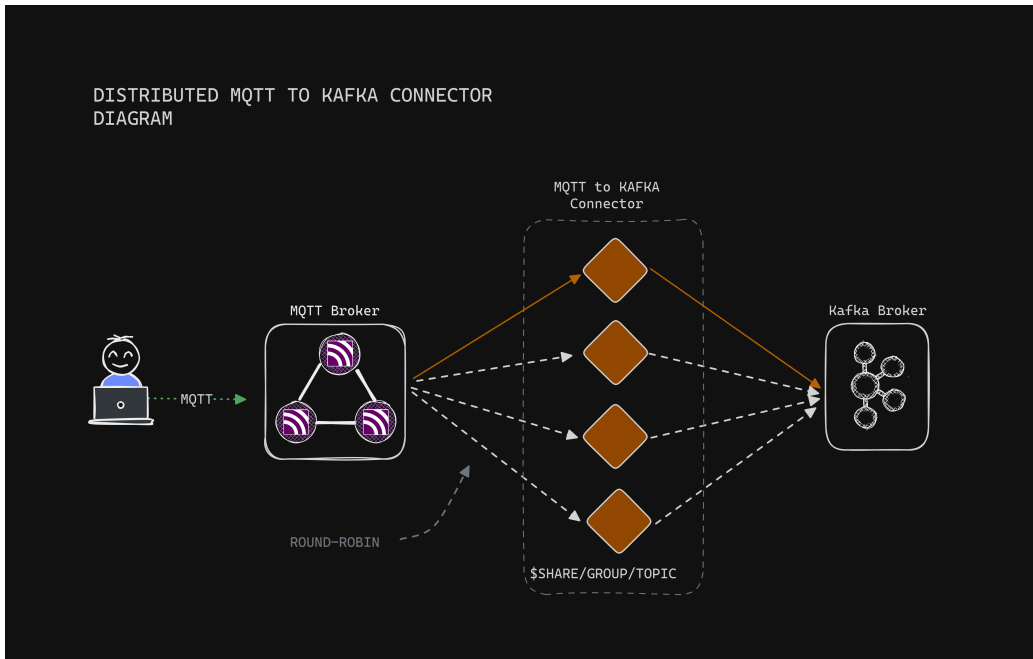 DISTRIBUTED MQTT TO KAFKA CONNECTOR
DIAGRAM
MQTT to KAFKA
Connector
MQTT Broker
Kafka Broker
MQTT
ROUND-ROBIN
$SHARE/GROUP/TOPIC